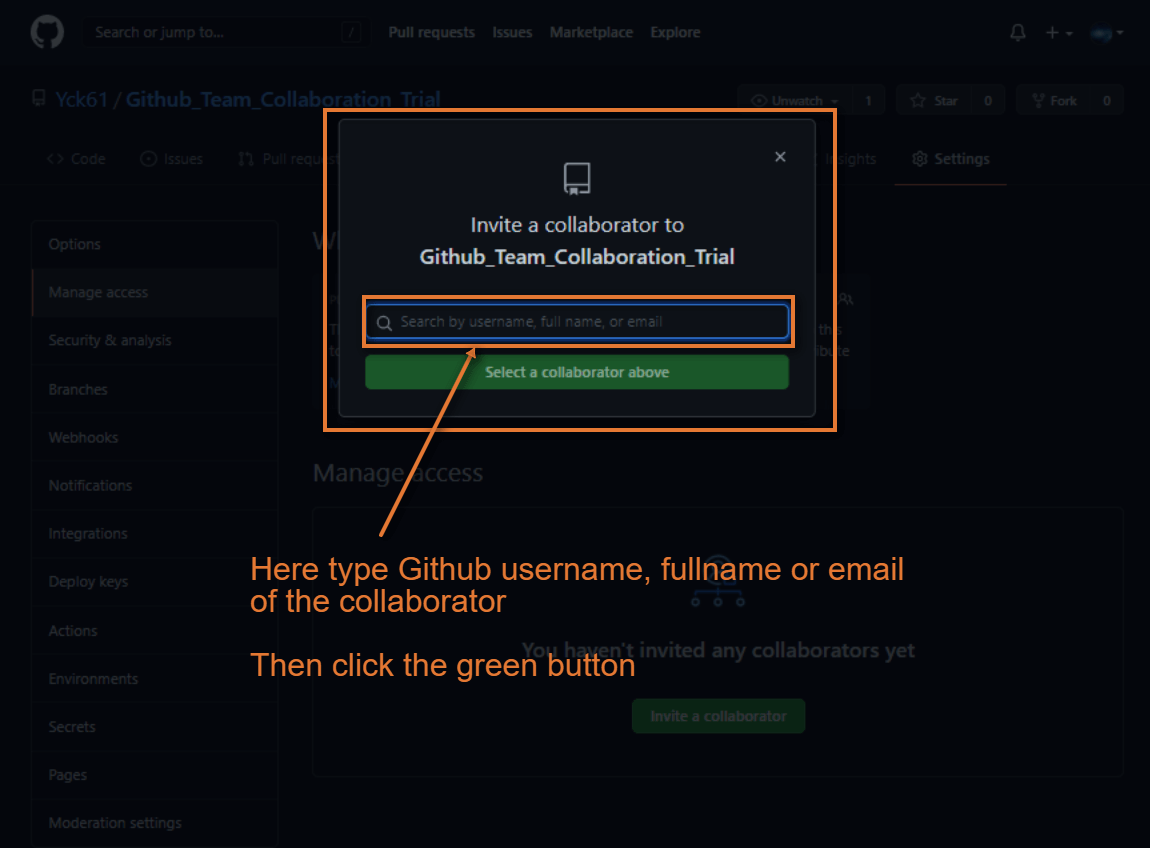 Search or jump to... /
Pull requests Issues Marketplace Explore
Yck61 / Github_Team_Collaboration_Trial
Unwatch 1 Star 0 Fork 0
Code Issues Pull request Insights Settings
Invite a collaborator to
Github_Team_Collaboration_Trial
Search by username, full name, or email
Select a collaborator above
Options
Manage access
Security & analysis
Branches
Webhooks
Notifications
Integrations
Deploy keys
Actions
Environments
Secrets
Pages
Moderation settings
this
Manage access
Here type Github username, fullname or email
of the collaborator
You haven't invited any collaborators yet
Then click the green button
Invite a collaborator